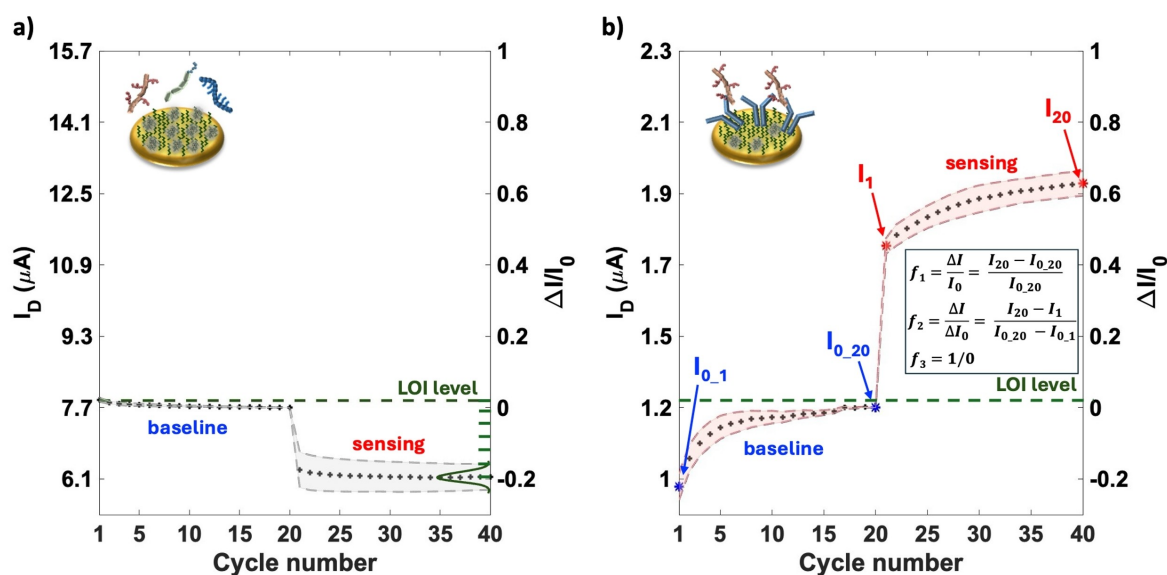 a)
15.7
14.1
12.5
10.9
9.3
7.7
6.1
I_D (μA)
1
0.8
0.6
0.4
0.2
0
-0.2
ΔI/I_0
LOI level
baseline
sensing
1 5 10 15 20 25 30 35 40
Cycle number
b)
2.3
2.1
1.9
1.7
1.5
1.2
1
I_D (μA)
1
0.8
0.6
0.4
0.2
0
-0.2
ΔI/I_0
I_20
sensing
I_1
f_1 = ΔI/I_0 = (I_20 − I_0_20)/I_0_20
f_2 = ΔI/ΔI_0 = (I_20 − I_1)/(I_0_20 − I_0_1)
f_3 = 1/0
I_0_20
I_0_1
LOI level
baseline
1 5 10 15 20 25 30 35 40
Cycle number